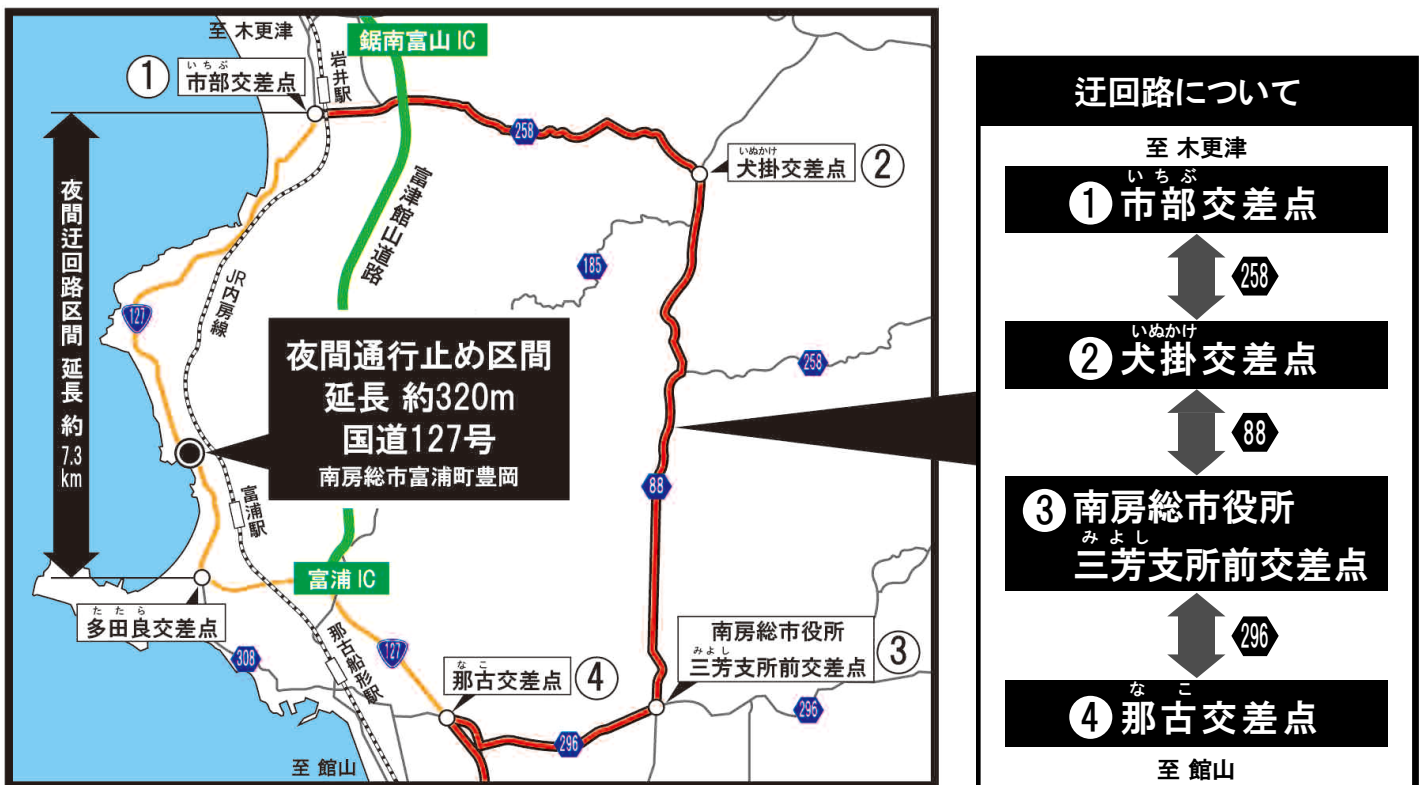 至 木更津
鋸南富山 IC
岩井駅
①
いちぶ
市部交差点
258
いぬかけ
犬掛交差点
②
夜間迂回路区間 延長 約7.3km
富津館山道路
185
JR内房線
127
258
夜間通行止め区間
延長 約320m
国道127号
南房総市富浦町豊岡
88
富浦駅
富浦 IC
たたら
多田良交差点
308
那古船形駅
127
なこ
那古交差点
④
南房総市役所
みよし
三芳支所前交差点
③
296
296
至 館山
迂回路について
至 木更津
いちぶ
①市部交差点
258
いぬかけ
②犬掛交差点
88
③南房総市役所
みよし
三芳支所前交差点
296
なこ
④那古交差点
至 館山